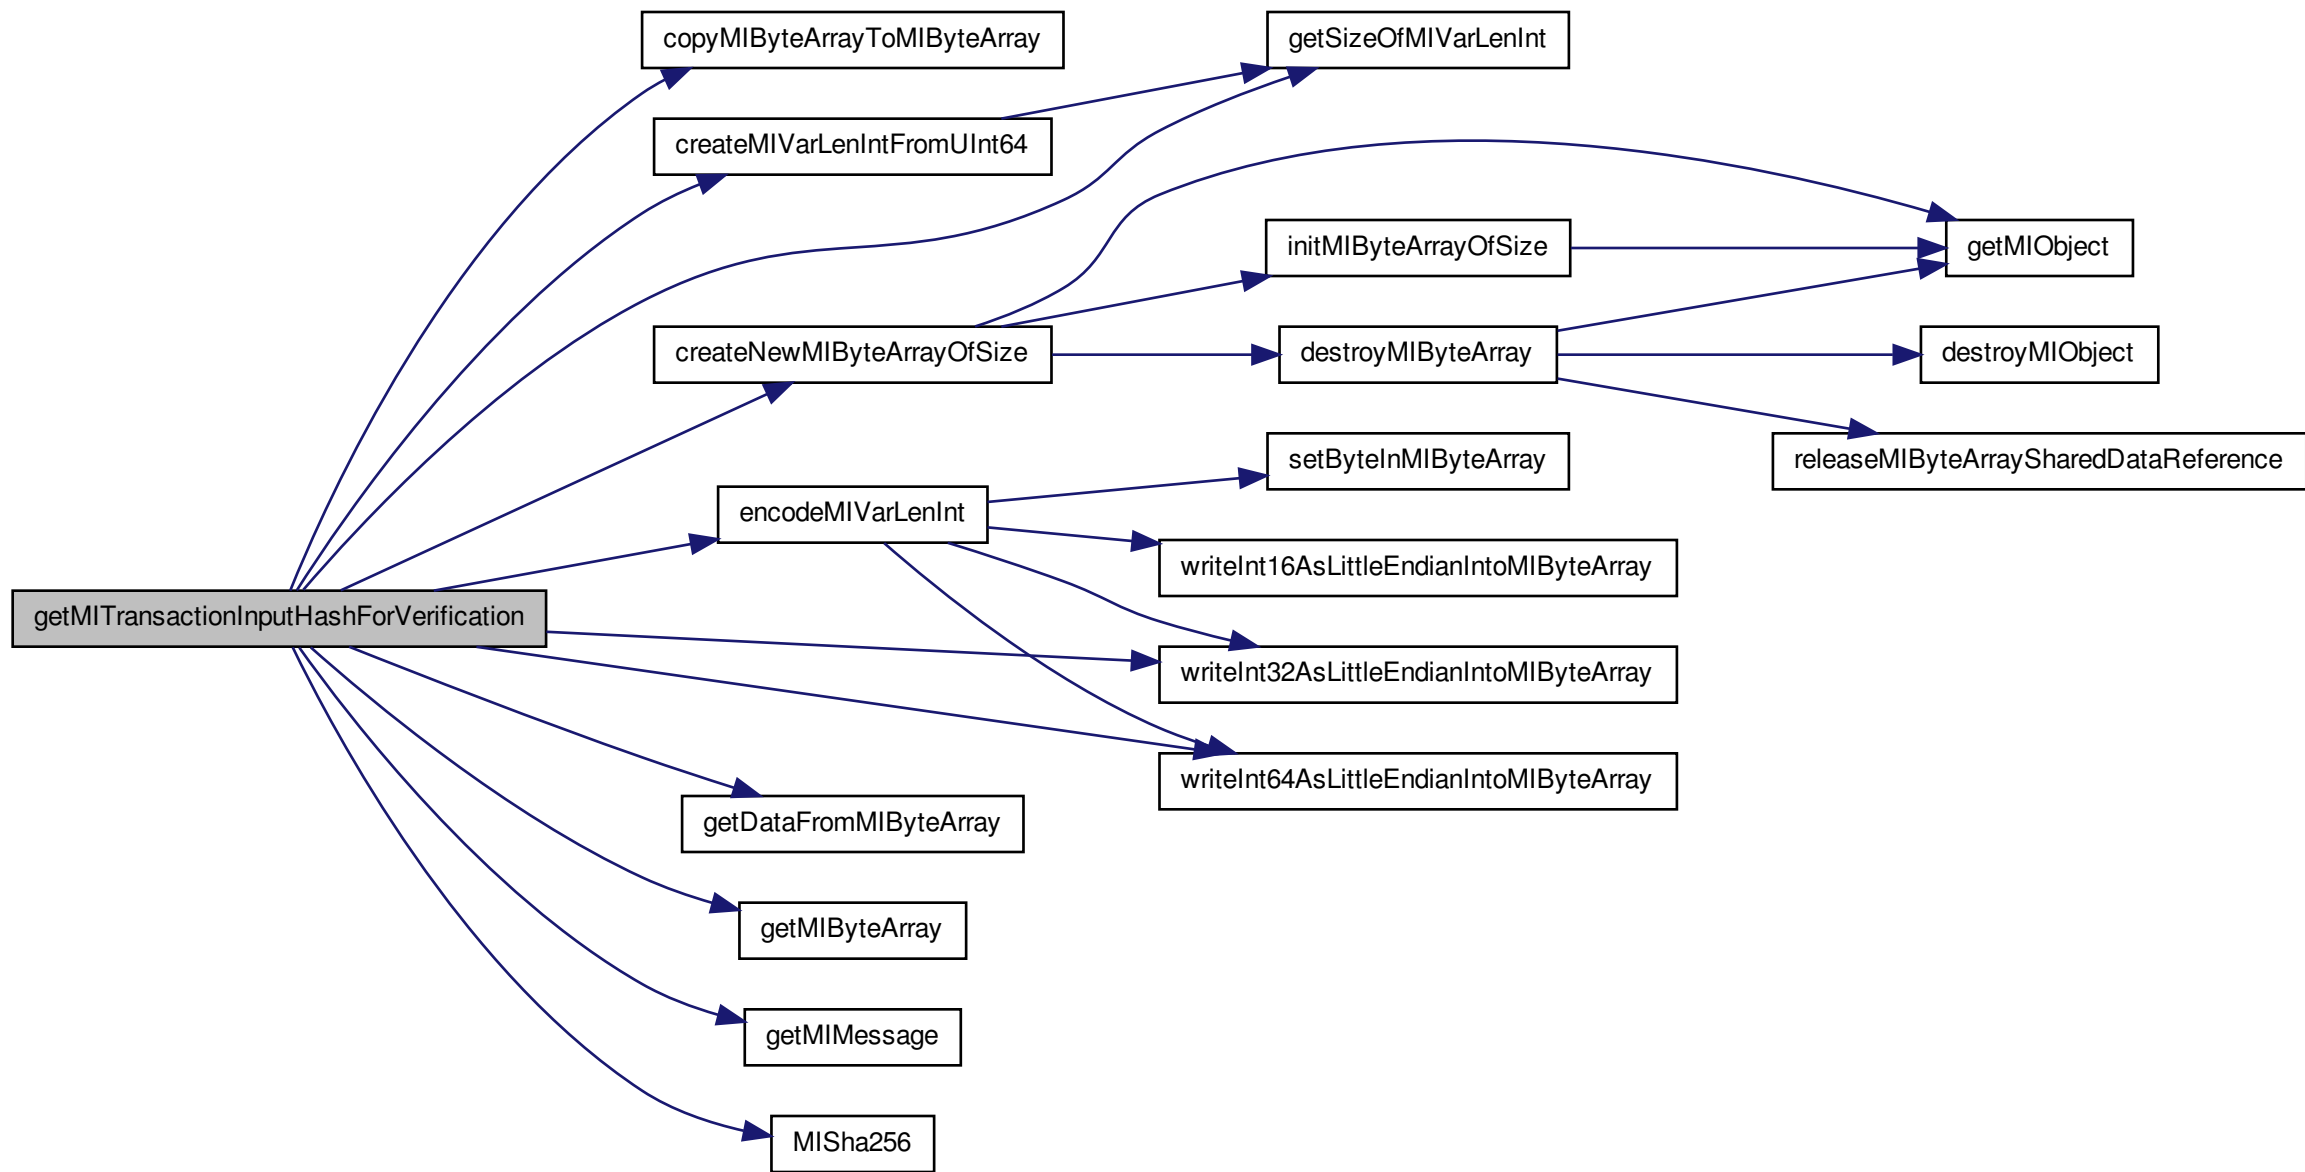 copyMIByteArrayToMIByteArray
getSizeOfMIVarLenInt
createMIVarLenIntFromUInt64
initMIByteArrayOfSize
getMIObject
createNewMIByteArrayOfSize
destroyMIByteArray
destroyMIObject
setByteInMIByteArray
releaseMIByteArraySharedDataReference
encodeMIVarLenInt
writeInt16AsLittleEndianIntoMIByteArray
getMITransactionInputHashForVerification
writeInt32AsLittleEndianIntoMIByteArray
writeInt64AsLittleEndianIntoMIByteArray
getDataFromMIByteArray
getMIByteArray
getMIMessage
MISha256